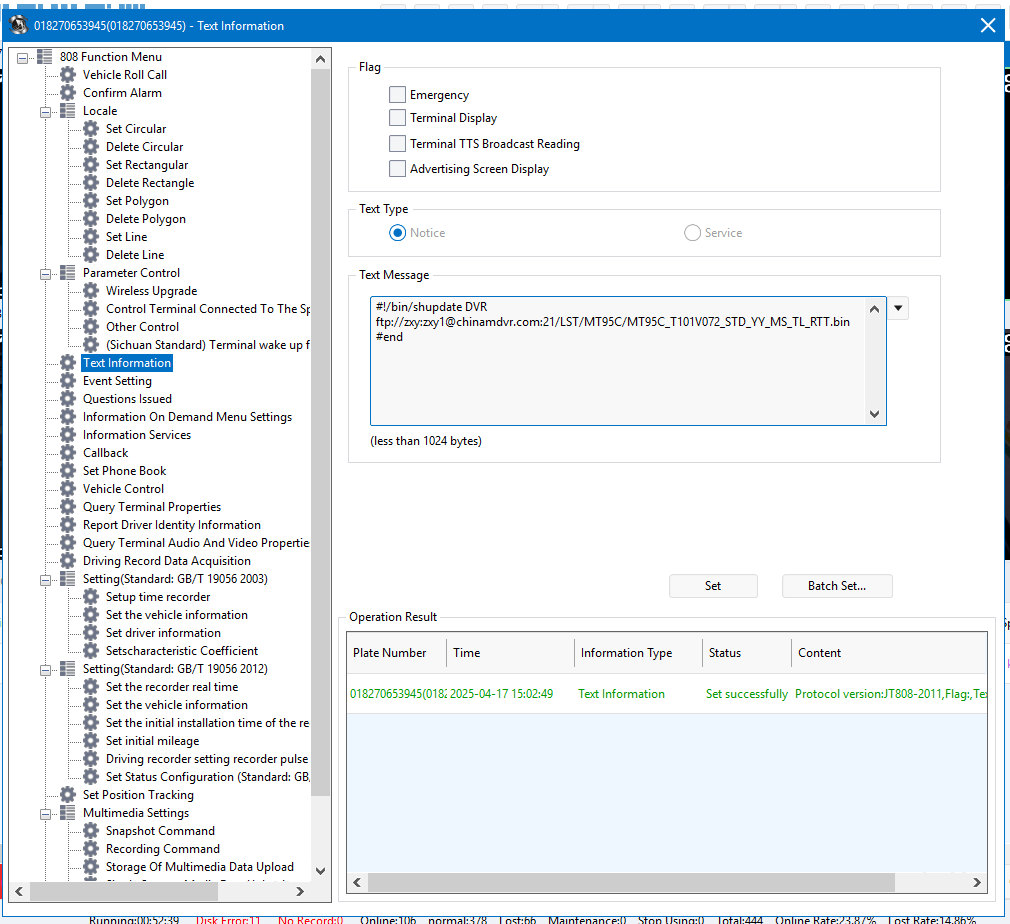 018270653945(018270653945) - Text Information
808 Function Menu
Vehicle Roll Call
Confirm Alarm
Locale
Set Circular
Delete Circular
Set Rectangular
Delete Rectangle
Set Polygon
Delete Polygon
Set Line
Delete Line
Parameter Control
Wireless Upgrade
Control Terminal Connected To The Sp
Other Control
(Sichuan Standard) Terminal wake up f
Text Information
Event Setting
Questions Issued
Information On Demand Menu Settings
Information Services
Callback
Set Phone Book
Vehicle Control
Query Terminal Properties
Report Driver Identity Information
Query Terminal Audio And Video Propertie
Driving Record Data Acquisition
Setting(Standard: GB/T 19056 2003)
Setup time recorder
Set the vehicle information
Set driver information
Setscharacteristic Coefficient
Setting(Standard: GB/T 19056 2012)
Set the recorder real time
Set the vehicle information
Set the initial installation time of the re
Set initial mileage
Driving recorder setting recorder pulse
Set Status Configuration (Standard: GB,
Set Position Tracking
Multimedia Settings
Snapshot Command
Recording Command
Storage Of Multimedia Data Upload
Flag
Emergency
Terminal Display
Terminal TTS Broadcast Reading
Advertising Screen Display
Text Type
Notice Service
Text Message
#!/bin/shupdate DVR
ftp://zxy:zxy1@chinamdvr.com:21/LST/MT95C/MT95C_T101V072_STD_YY_MS_TL_RTT.bin
#end
(less than 1024 bytes)
Set Batch Set...
Operation Result
Plate Number Time Information Type Status Content
018270653945(0182 2025-04-17 15:02:49 Text Information Set successfully Protocol version:JT808-2011,Flag:,Te
Running:00:52:39 Disk Error:11 No Record:0 Online:106 normal:378 Lost:66 Maintenance:0 Stop Using:0 Total:444 Online Rate:23.87% Lost Rate:14.86%